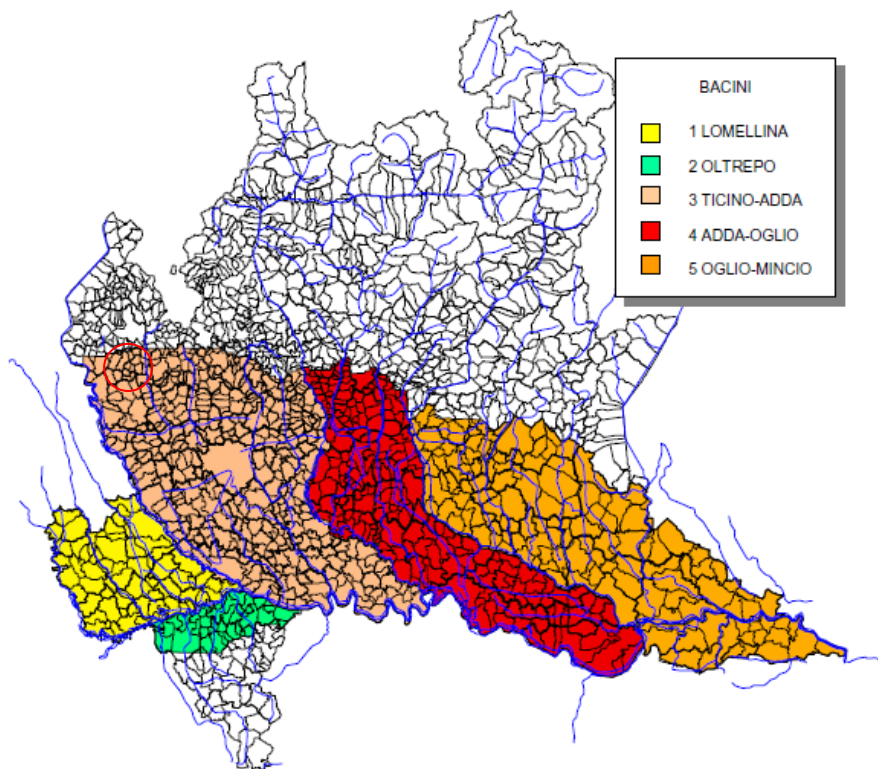 BACINI
1 LOMELLINA
2 OLTREPO
3 TICINO-ADDA
4 ADDA-OGLIO
5 OGLIO-MINCIO